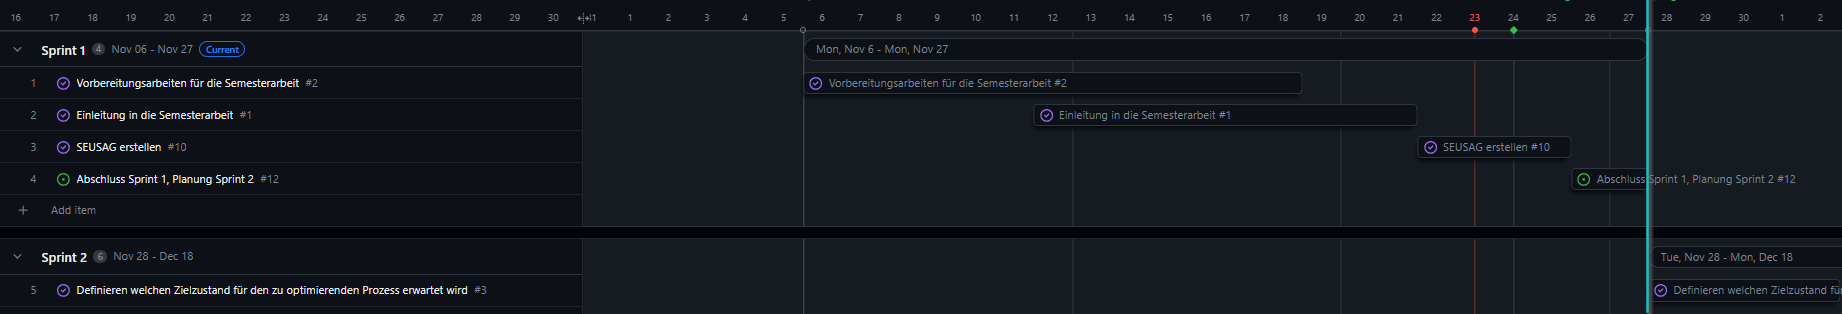 16 17 18 19 20 21 22 23 24 25 26 27 28 29 30 1 1 2 3 4 5 6 7 8 9 10 11 12 13 14 15 16 17 18 19 20 21 22 23 24 25 26 27 28 29 30 1 2
Sprint 1 4 Nov 06 - Nov 27 Current
Mon, Nov 6 - Mon, Nov 27
1 Vorbereitungsarbeiten für die Semesterarbeit #2
Vorbereitungsarbeiten für die Semesterarbeit #2
2 Einleitung in die Semesterarbeit #1
Einleitung in die Semesterarbeit #1
3 SEUSAG erstellen #10
SEUSAG erstellen #10
4 Abschluss Sprint 1, Planung Sprint 2 #12
Abschluss Sprint 1, Planung Sprint 2 #12
Add item
Sprint 2 6 Nov 28 - Dec 18
Tue, Nov 28 - Mon, Dec 18
5 Definieren welchen Zielzustand für den zu optimierenden Prozess erwartet wird #3
Definieren welchen Zielzustand fü